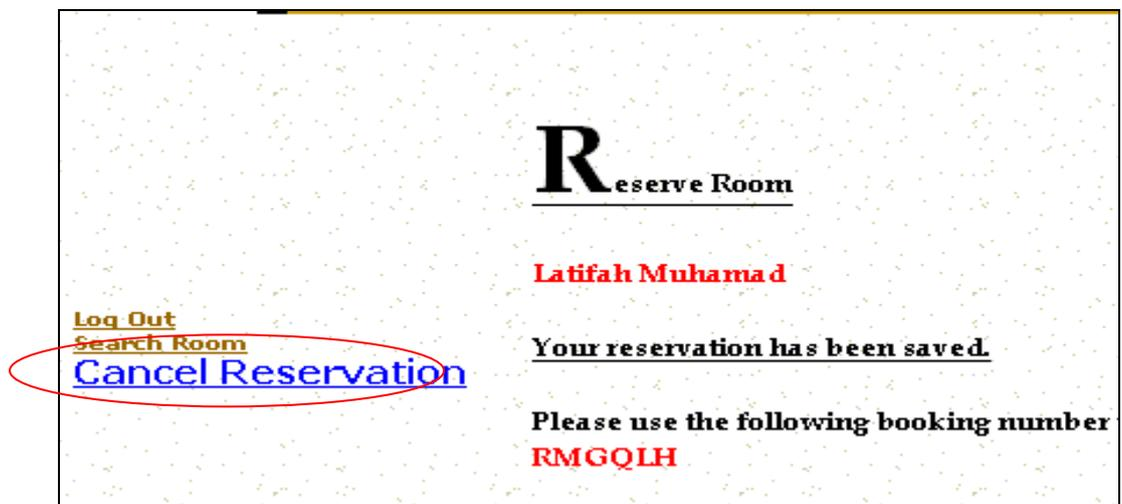 Reserve Room
Latifah Muhamad
Log Out
Search Room
Cancel Reservation
Your reservation has been saved.
Please use the following booking number
RMGQLH